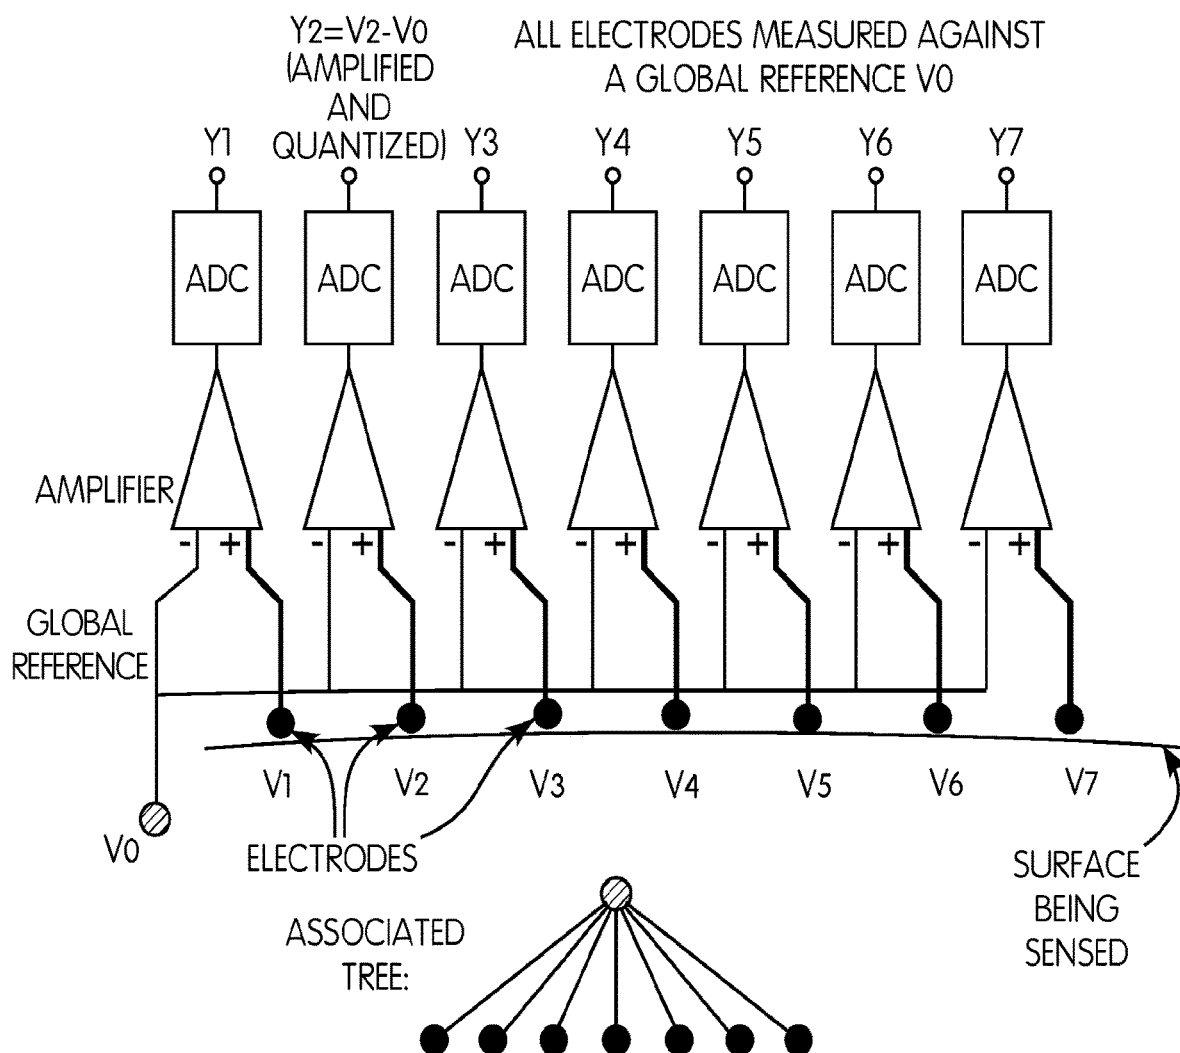 Y2=V2-V0
(AMPLIFIED
AND
QUANTIZED)
ALL ELECTRODES MEASURED AGAINST
A GLOBAL REFERENCE V0
Y1
Y3
Y4
Y5
Y6
Y7
ADC
ADC
ADC
ADC
ADC
ADC
ADC
AMPLIFIER
- +
- +
- +
- +
- +
- +
- +
GLOBAL
REFERENCE
V1
V2
V3
V4
V5
V6
V7
V0
ELECTRODES
SURFACE
BEING
SENSED
ASSOCIATED
TREE: